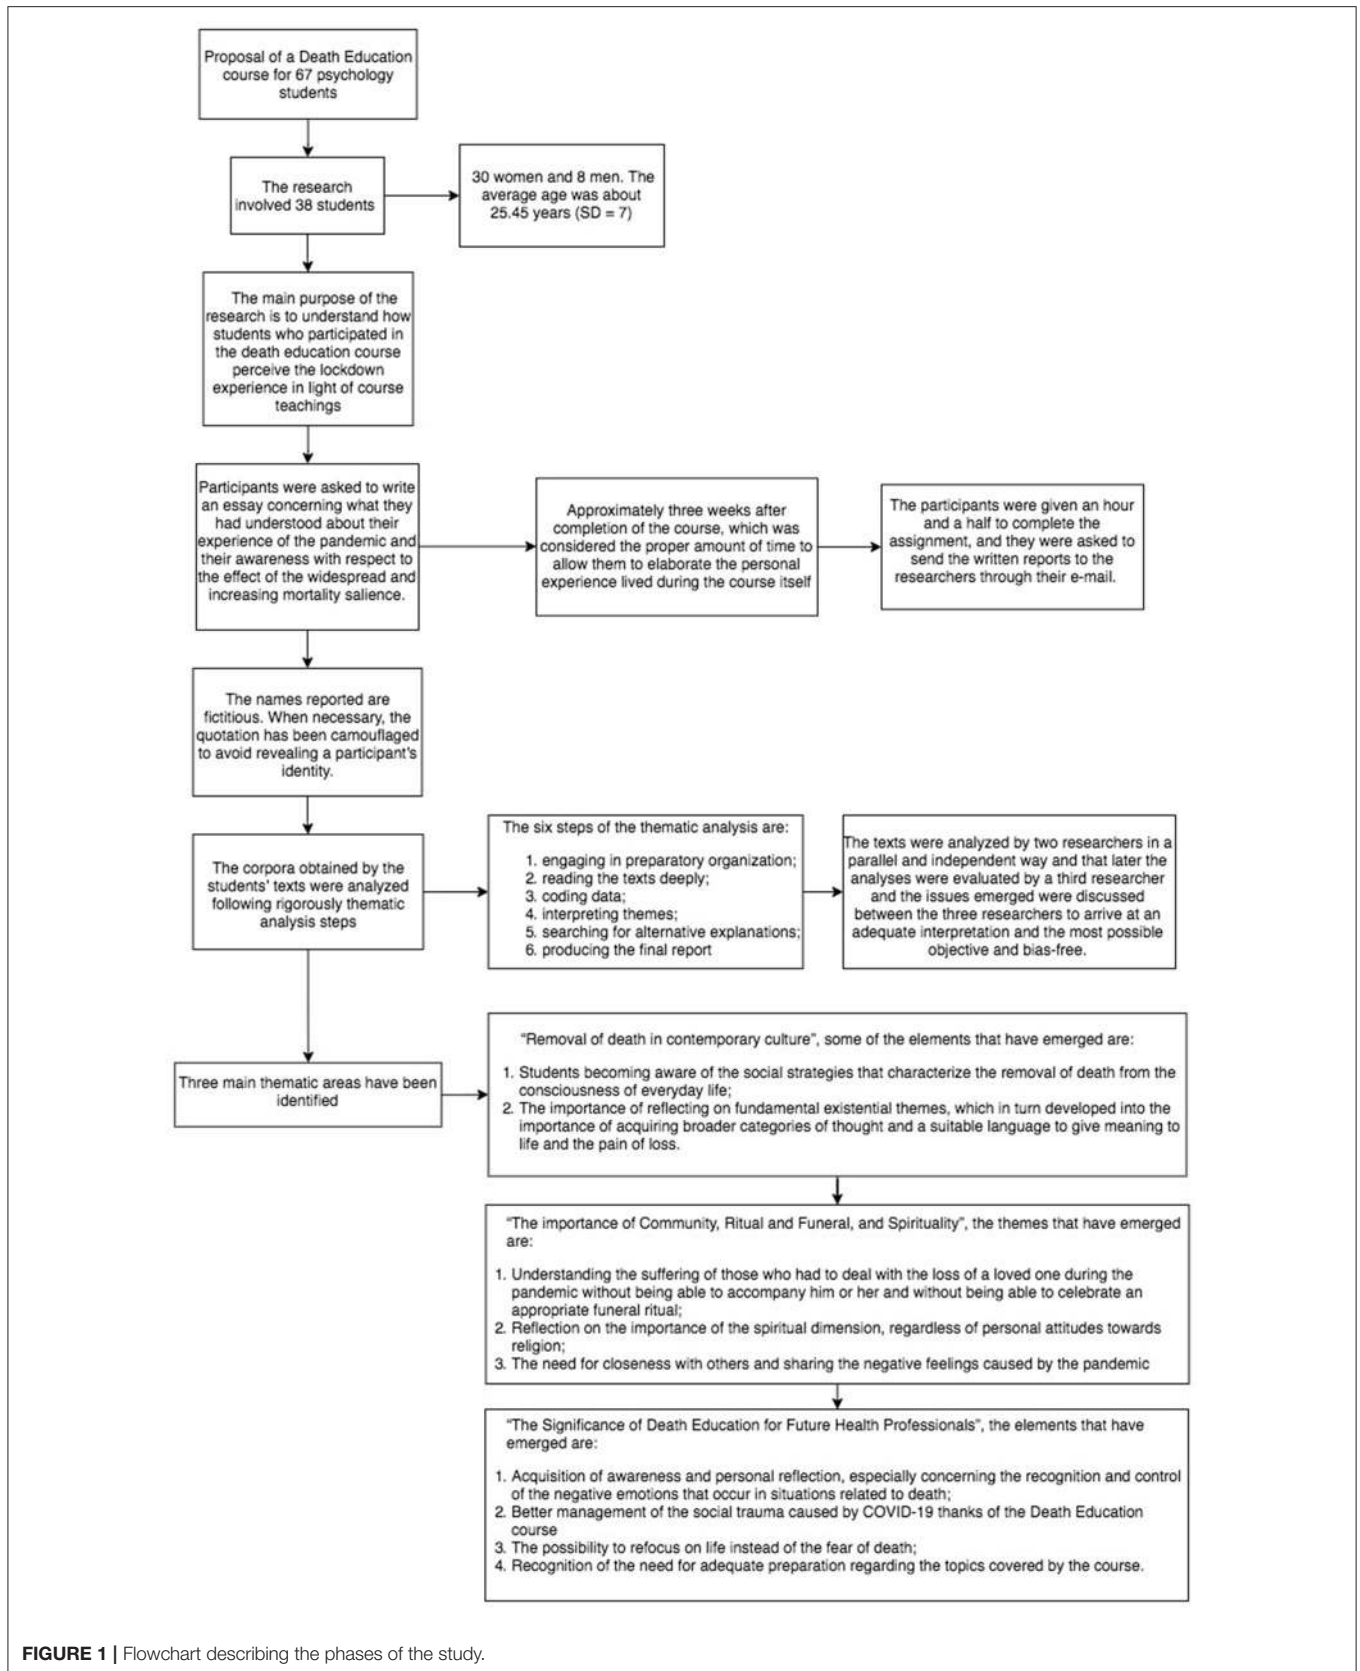 Proposal of a Death Education
course for 67 psychology
students
The research
involved 38 students
30 women and 8 men. The
average age was about
25.45 years (SD = 7)
The main purpose of the
research is to understand how
students who participated in
the death education course
perceive the lockdown
experience in light of course
teachings
Participants were asked to write
an essay concerning what they
had understood about their
experience of the pandemic and
their awareness with respect to
the effect of the widespread and
increasing mortality salience.
Approximately three weeks after
completion of the course, which was
considered the proper amount of time to
allow them to elaborate the personal
experience lived during the course itself
The participants were given an hour
and a half to complete the
assignment, and they were asked to
send the written reports to the
researchers through their e-mail.
The names reported are
fictitious. When necessary, the
quotation has been camouflaged
to avoid revealing a participant's
identity.
The corpora obtained by the
students' texts were analyzed
following rigorously thematic
analysis steps
The six steps of the thematic analysis are:
1. engaging in preparatory organization;
2. reading the texts deeply;
3. coding data;
4. interpreting themes;
5. searching for alternative explanations;
6. producing the final report
The texts were analyzed by two researchers in a
parallel and independent way and that later the
analyses were evaluated by a third researcher
and the issues emerged were discussed
between the three researchers to arrive at an
adequate interpretation and the most possible
objective and bias-free.
Three main thematic areas have been
identified
"Removal of death in contemporary culture", some of the elements that have emerged are:
1. Students becoming aware of the social strategies that characterize the removal of death from the
consciousness of everyday life;
2. The importance of reflecting on fundamental existential themes, which in turn developed into the
importance of acquiring broader categories of thought and a suitable language to give meaning to
life and the pain of loss.
"The importance of Community, Ritual and Funeral, and Spirituality", the themes that have emerged
are:
1. Understanding the suffering of those who had to deal with the loss of a loved one during the
pandemic without being able to accompany him or her and without being able to celebrate an
appropriate funeral ritual;
2. Reflection on the importance of the spiritual dimension, regardless of personal attitudes towards
religion;
3. The need for closeness with others and sharing the negative feelings caused by the pandemic
"The Significance of Death Education for Future Health Professionals", the elements that have
emerged are:
1. Acquisition of awareness and personal reflection, especially concerning the recognition and control
of the negative emotions that occur in situations related to death;
2. Better management of the social trauma caused by COVID-19 thanks of the Death Education
course
3. The possibility to refocus on life instead of the fear of death;
4. Recognition of the need for adequate preparation regarding the topics covered by the course.
FIGURE 1 | Flowchart describing the phases of the study.